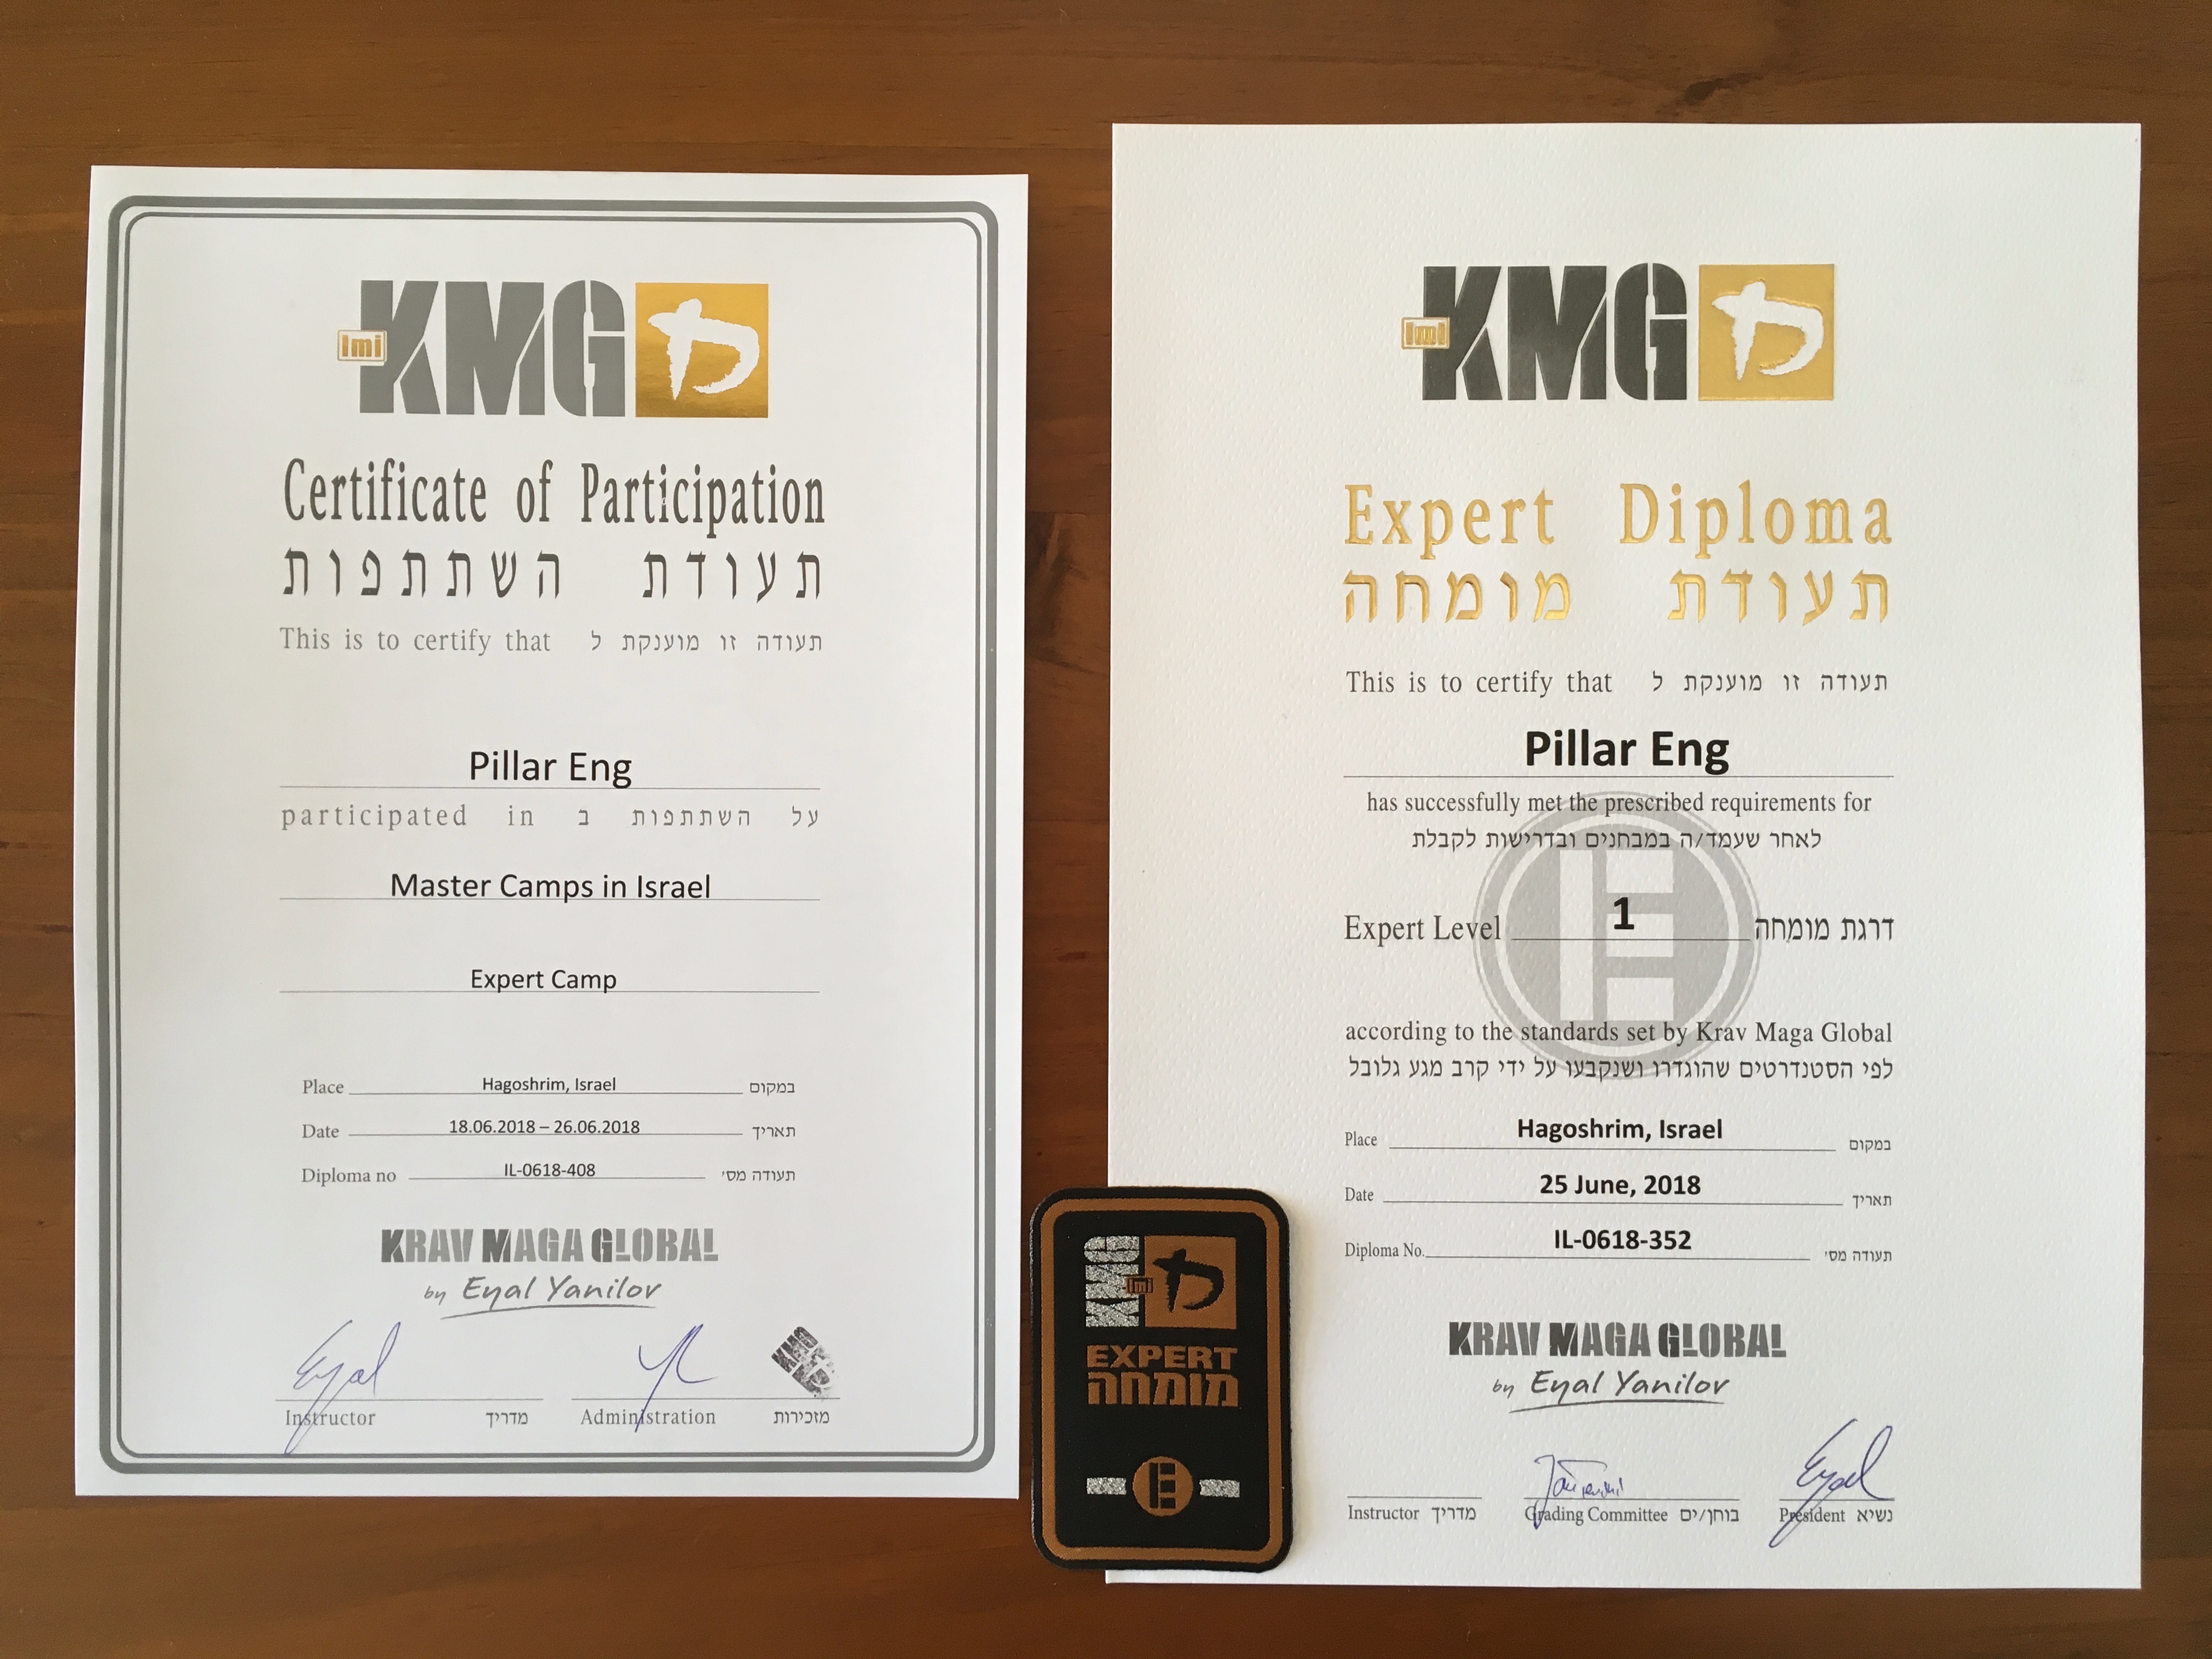 imi KMG ק
Certificate of Participation
תעודת השתתפות
This is to certify that תעודה זו מוענקת ל
Pillar Eng
participated in על השתתפות ב
Master Camps in Israel
Expert Camp
Place Hagoshrim, Israel במקום
Date 18.06.2018 – 26.06.2018 תאריך
Diploma no IL-0618-408 תעודה מס׳
KRAV MAGA GLOBAL
by Eyal Yanilov
Eyal
Instructor מדריך Administration מזכירות
imi KMG ק
Expert Diploma
תעודת מומחה
This is to certify that תעודה זו מוענקת ל
Pillar Eng
has successfully met the prescribed requirements for
לאחר שעמד/ה במבחנים ובדרישות לקבלת
Expert Level 1 דרגת מומחה
according to the standards set by Krav Maga Global
לפי הסטנדרטים שהוגדרו ושנקבעו על ידי קרב מגע גלובל
Place Hagoshrim, Israel במקום
Date 25 June, 2018 תאריך
Diploma No. IL-0618-352 תעודה מס׳
KRAV MAGA GLOBAL
by Eyal Yanilov
Eyal
Instructor מדריך Grading Committee בוחן/ים President נשיא
KMG imi ק
EXPERT
מומחה
E